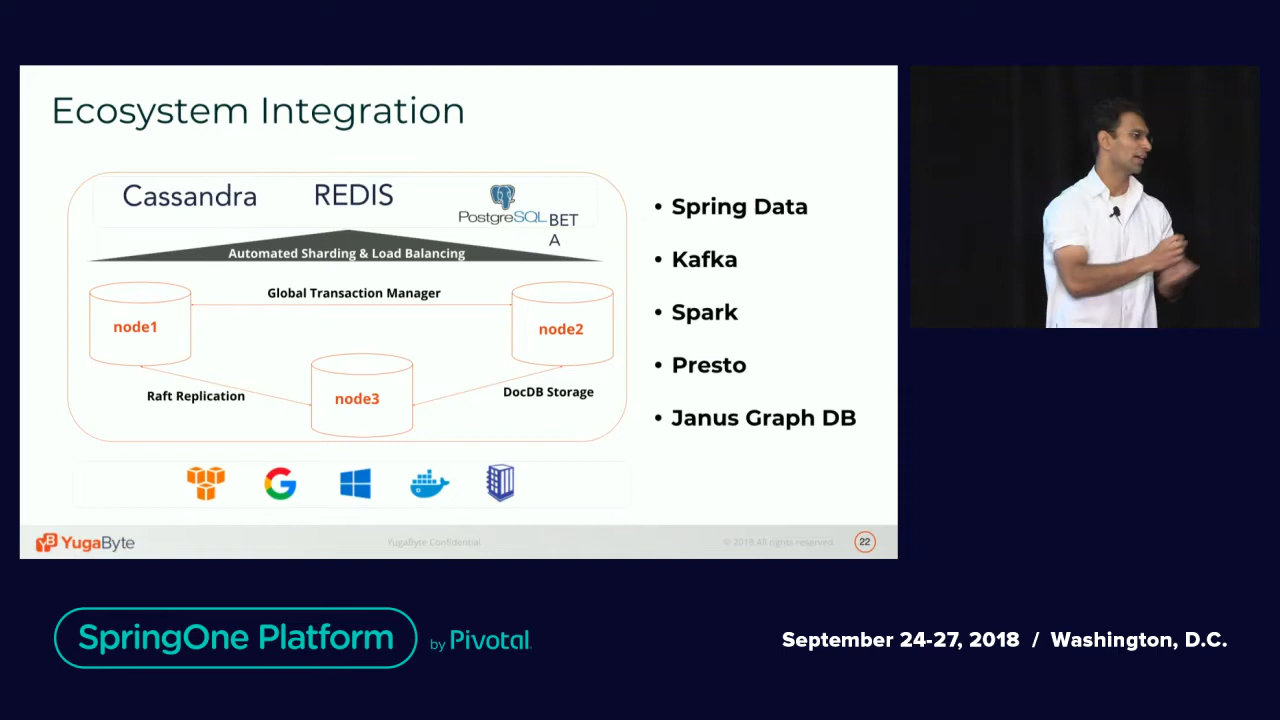 Ecosystem Integration
Cassandra
REDIS
PostgreSQL
BET
A
Automated Sharding & Load Balancing
Global Transaction Manager
node1
node2
node3
Raft Replication
DocDB Storage
• Spring Data
• Kafka
• Spark
• Presto
• Janus Graph DB
YB YugaByte
YugaByte Confidential
© 2018 All rights reserved.
22
SpringOne Platform
by Pivotal.
September 24-27, 2018 / Washington, D.C.